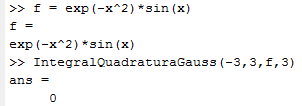 >> f = exp(-x^2)*sin(x)
f =
exp(-x^2)*sin(x)
>> IntegralQuadraturaGauss(-3,3,f,3)
ans =
0